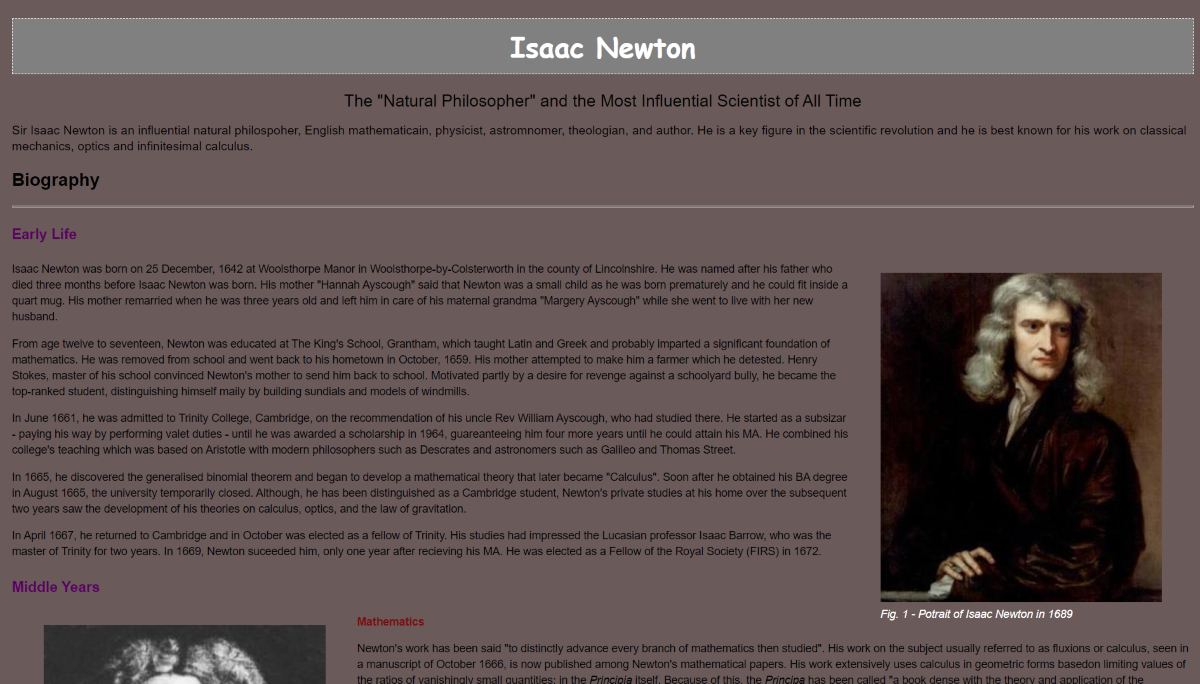 Isaac Newton
The "Natural Philosopher" and the Most Influential Scientist of All Time
Sir Isaac Newton is an influential natural philospoher, English mathematicain, physicist, astromnomer, theologian, and author. He is a key figure in the scientific revolution and he is best known for his work on classical
mechanics, optics and infinitesimal calculus.
Biography
Early Life
Isaac Newton was born on 25 December, 1642 at Woolsthorpe Manor in Woolsthorpe-by-Colsterworth in the county of Lincolnshire. He was named after his father who
died three months before Isaac Newton was born. His mother "Hannah Ayscough" said that Newton was a small child as he was born prematurely and he could fit inside a
quart mug. His mother remarried when he was three years old and left him in care of his maternal grandma "Margery Ayscough" while she went to live with her new
husband.
From age twelve to seventeen, Newton was educated at The King's School, Grantham, which taught Latin and Greek and probably imparted a significant foundation of
mathematics. He was removed from school and went back to his hometown in October, 1659. His mother attempted to make him a farmer which he detested. Henry
Stokes, master of his school convinced Newton's mother to send him back to school. Motivated partly by a desire for revenge against a schoolyard bully, he became the
top-ranked student, distinguishing himself maily by building sundials and models of windmills.
In June 1661, he was admitted to Trinity College, Cambridge, on the recommendation of his uncle Rev William Ayscough, who had studied there. He started as a subsizar
- paying his way by performing valet duties - until he was awarded a scholarship in 1964, guareanteeing him four more years until he could attain his MA. He combined his
college's teaching which was based on Aristotle with modern philosophers such as Descrates and astronomers such as Galileo and Thomas Street.
In 1665, he discovered the generalised binomial theorem and began to develop a mathematical theory that later became "Calculus". Soon after he obtained his BA degree
in August 1665, the university temporarily closed. Although, he has been distinguished as a Cambridge student, Newton's private studies at his home over the subsequent
two years saw the development of his theories on calculus, optics, and the law of gravitation.
In April 1667, he returned to Cambridge and in October was elected as a fellow of Trinity. His studies had impressed the Lucasian professor Isaac Barrow, who was the
master of Trinity for two years. In 1669, Newton suceeded him, only one year after recieving his MA. He was elected as a Fellow of the Royal Society (FIRS) in 1672.
Fig. 1 - Potrait of Isaac Newton in 1689
Middle Years
Mathematics
Newton's work has been said "to distinctly advance every branch of mathematics then studied". His work on the subject usually referred to as fluxions or calculus, seen in
a manuscript of October 1666, is now published among Newton's mathematical papers. His work extensively uses calculus in geometric forms basedon limiting values of
the ratios of vanishingly small quantities: in the Principia itself. Because of this, the Principa has been called "a book dense with the theory and application of the